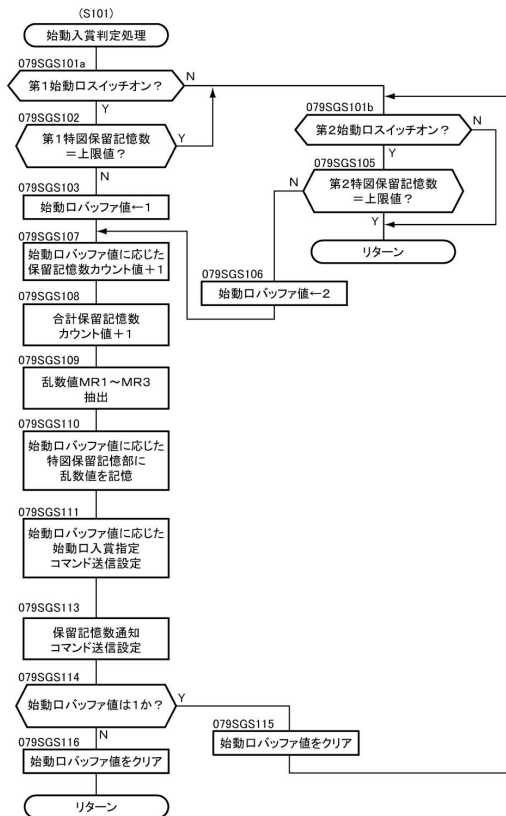 (S101)
始動入賞判定処理
079SGS101a
第1始動口スイッチオン?
N
Y
079SGS102
第1特図保留記憶数
=上限値?
Y
N
079SGS103
始動口バッファ値←1
079SGS101b
第2始動口スイッチオン?
N
Y
079SGS105
第2特図保留記憶数
=上限値?
N
Y
リターン
079SGS106
始動口バッファ値←2
079SGS107
始動口バッファ値に応じた
保留記憶数カウント値+1
079SGS108
合計保留記憶数
カウント値+1
079SGS109
乱数値MR1~MR3
抽出
079SGS110
始動口バッファ値に応じた
特図保留記憶部に
乱数値を記憶
079SGS111
始動口バッファ値に応じた
始動口入賞指定
コマンド送信設定
079SGS113
保留記憶数通知
コマンド送信設定
079SGS114
始動口バッファ値は1か?
Y
N
079SGS115
始動口バッファ値をクリア
079SGS116
始動口バッファ値をクリア
リターン